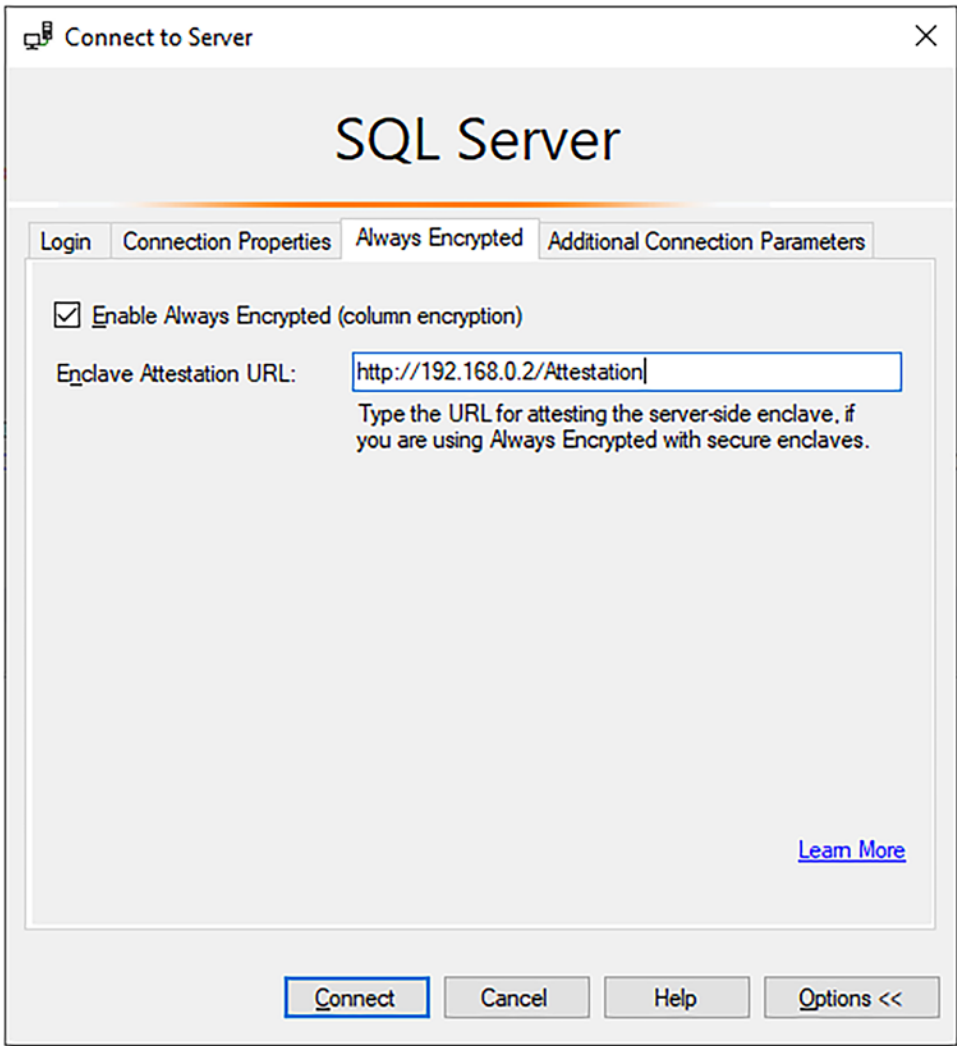 Connect to Server
SQL Server
Login Connection Properties Always Encrypted Additional Connection Parameters
Enable Always Encrypted (column encryption)
Enclave Attestation URL: http://192.168.0.2/Attestation
Type the URL for attesting the server-side enclave, if
you are using Always Encrypted with secure enclaves.
Learn More
Connect Cancel Help Options <<